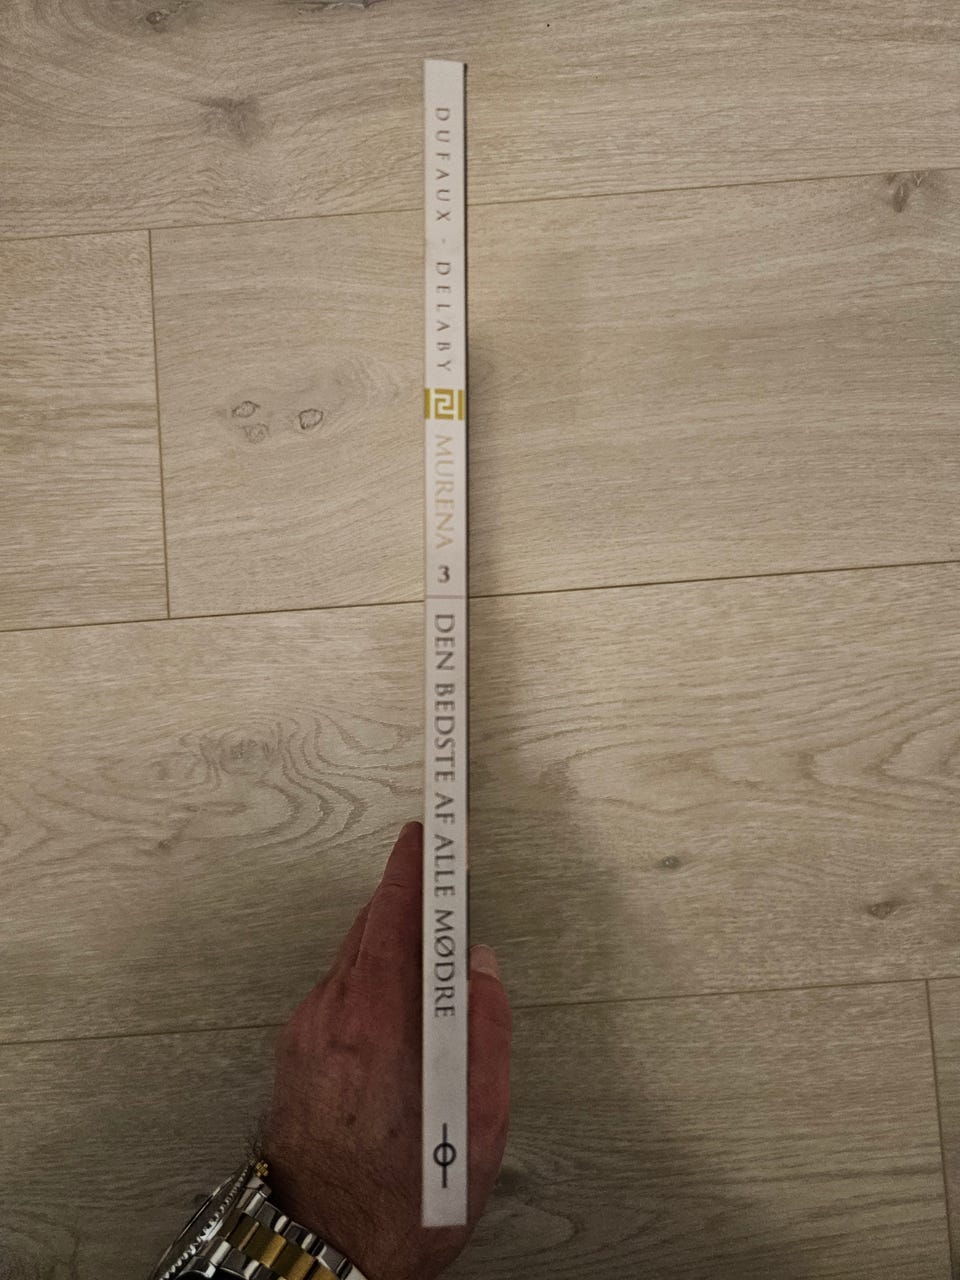 DUFAUX - DELABY MURENA 3 DEN BEDSTE AF ALLE MØDRE